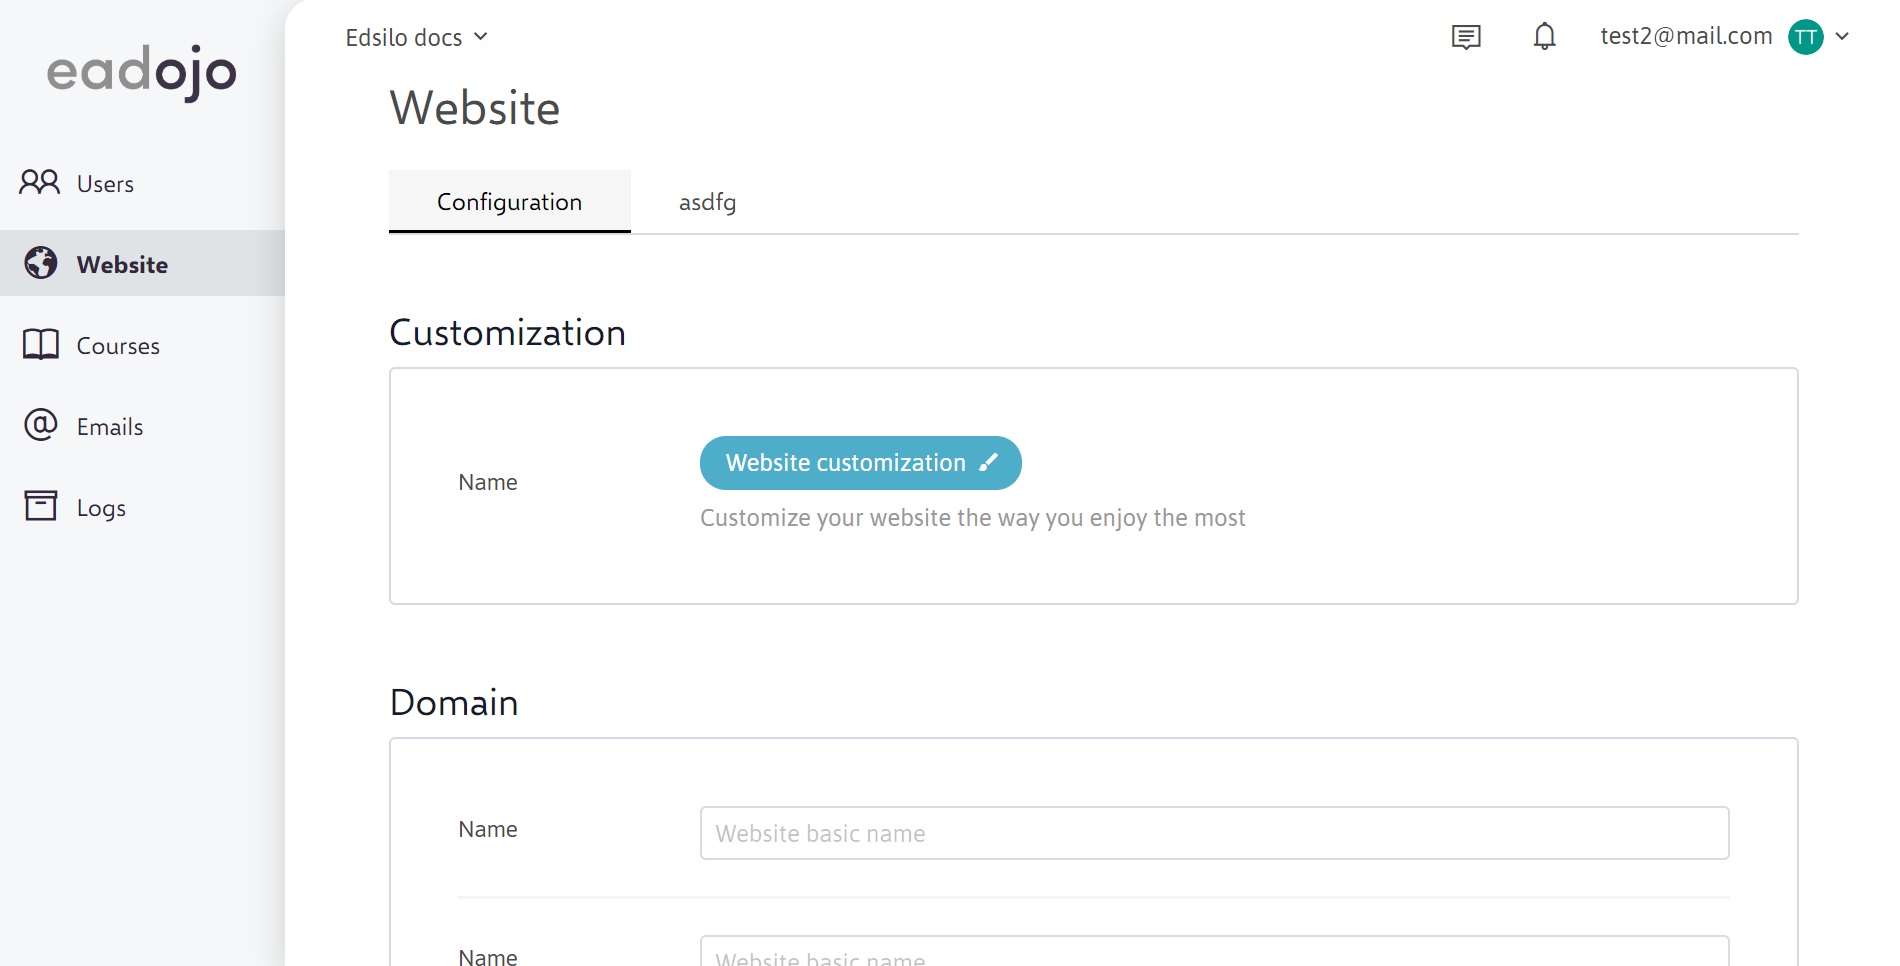 eadojo
Edsilo docs
test2@mail.com
TT
Website
Users
Website
Courses
Emails
Logs
Configuration
asdfg
Customization
Name
Website customization
Customize your website the way you enjoy the most
Domain
Name
Website basic name
Name
Website basic name